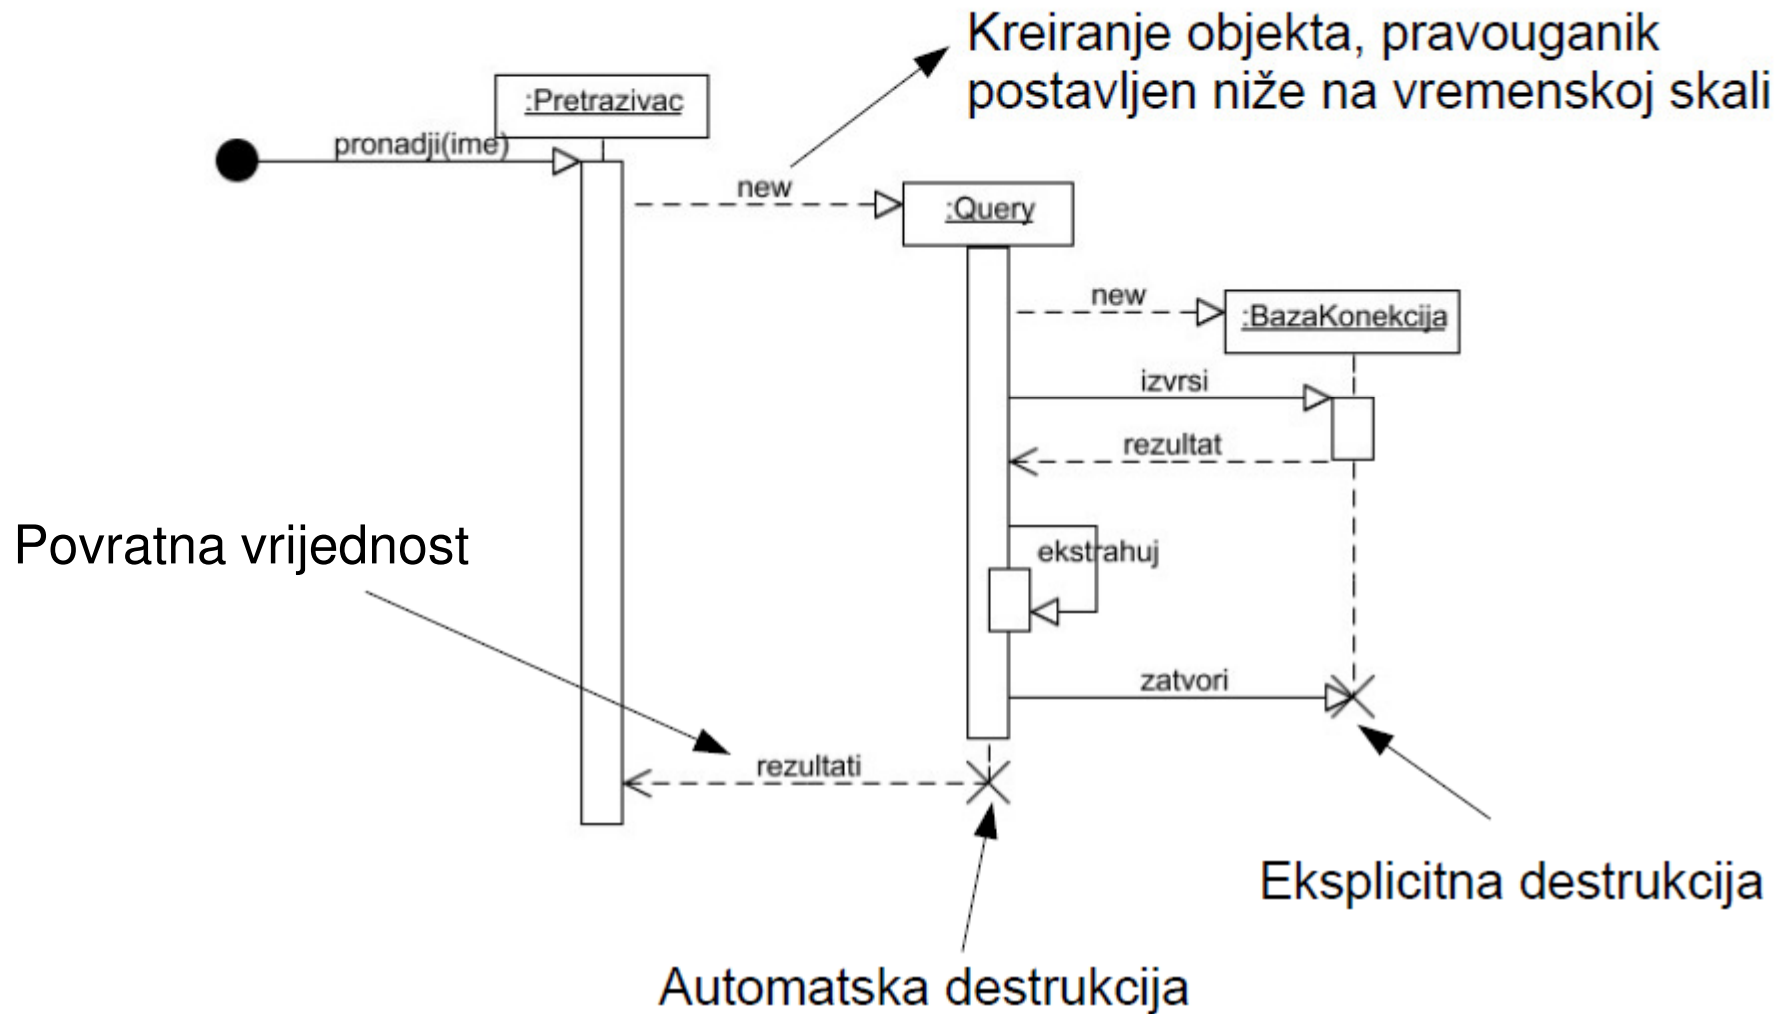 Kreiranje objekta, pravouganik
postavljen niže na vremenskoj skali
:Pretrazivac
pronadji(ime)
new
:Query
new
:BazaKonekcija
izvrsi
rezultat
Povratna vrijednost
ekstrahuj
zatvori
rezultati
Eksplicitna destrukcija
Automatska destrukcija